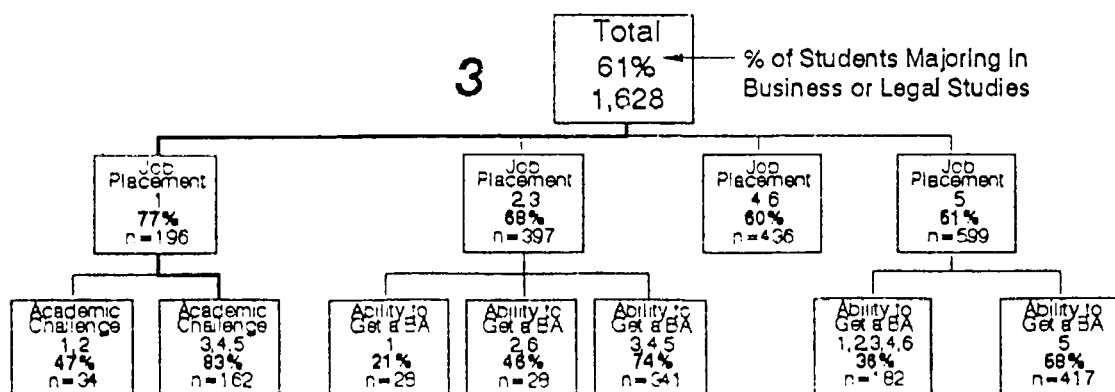 Total
61%
1,628
3
% of Students Majoring in
Business or Legal Studies
Job
Placement
1
77%
n=196
Job
Placement
2,3
68%
n=397
Job
Placement
4,6
60%
n=436
Job
Placement
5
51%
n=599
Academic
Challenge
1,2
47%
n=34
Academic
Challenge
3,4,5
83%
n=162
Ability to
Get a BA
1
21%
n=28
Ability to
Get a BA
2,6
46%
n=28
Ability to
Get a BA
3,4,5
74%
n=341
Ability to
Get a BA
1,2,3,4,6
36%
n=182
Ability to
Get a BA
5
58%
n=417